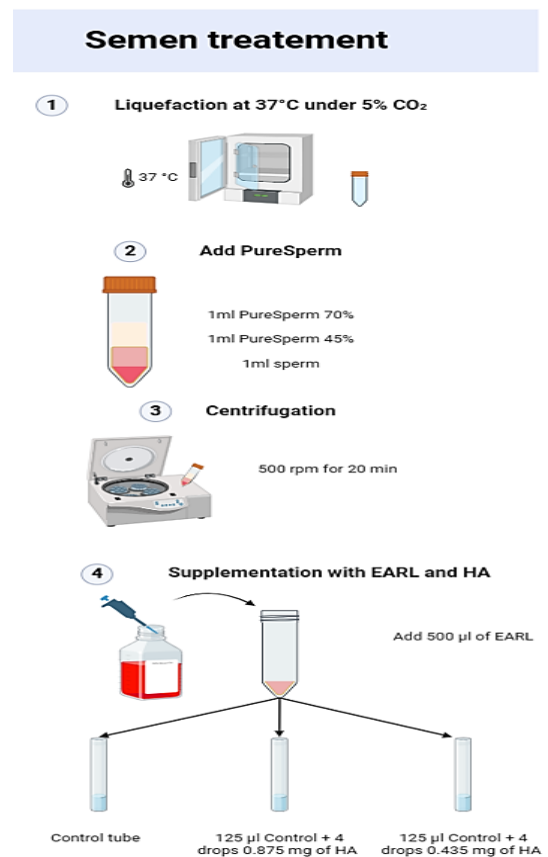 Semen treatement
1 Liquefaction at 37°C under 5% CO₂
37 °C
2 Add PureSperm
1ml PureSperm 70%
1ml PureSperm 45%
1ml sperm
3 Centrifugation
500 rpm for 20 min
4 Supplementation with EARL and HA
Add 500 µl of EARL
Control tube
125 µl Control + 4
drops 0.875 mg of HA
125 µl Control + 4
drops 0.435 mg of HA